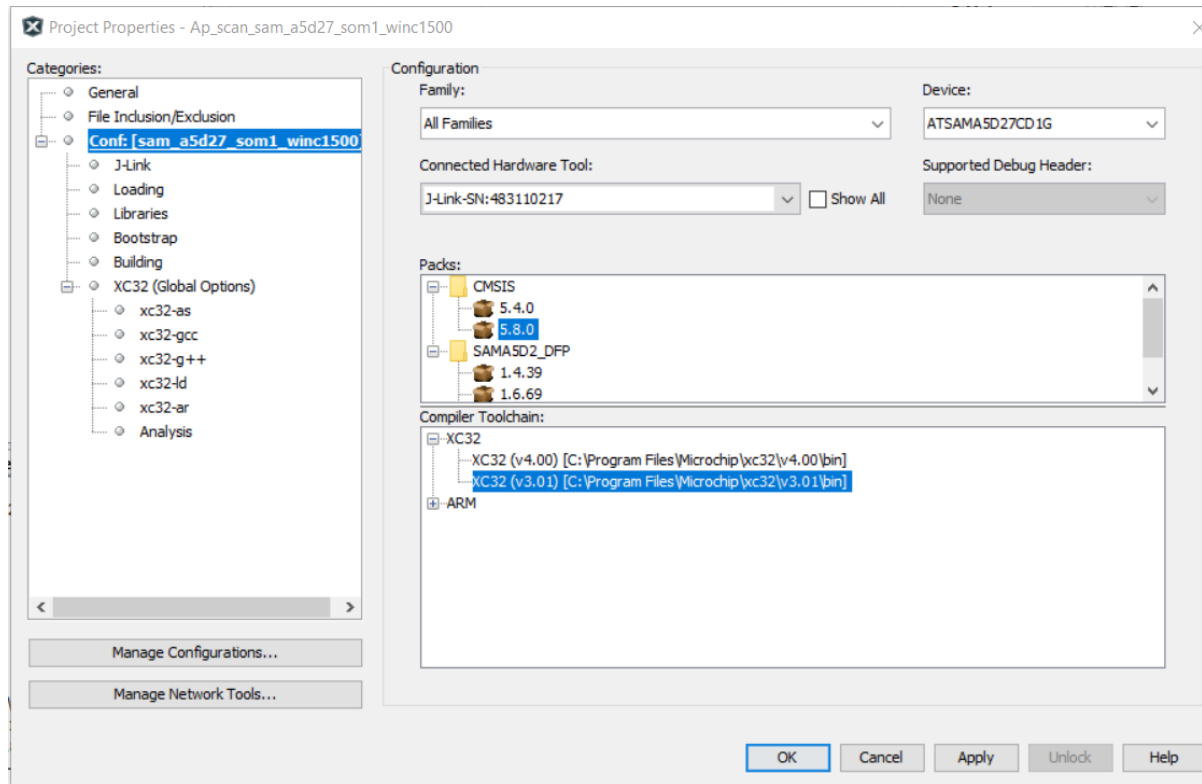 Project Properties - Ap_scan_sam_a5d27_som1_winc1500
Categories:
General
File Inclusion/Exclusion
Conf: [sam_a5d27_som1_winc1500]
J-Link
Loading
Libraries
Bootstrap
Building
XC32 (Global Options)
xc32-as
xc32-gcc
xc32-g++
xc32-ld
xc32-ar
Analysis
Manage Configurations...
Manage Network Tools...
Configuration
Family:
Device:
All Families
ATSAMA5D27CD1G
Connected Hardware Tool:
Supported Debug Header:
J-Link-SN:483110217
Show All
None
Packs:
CMSIS
5.4.0
5.8.0
SAMA5D2_DFP
1.4.39
1.6.69
Compiler Toolchain:
XC32
XC32 (v4.00) [C:\Program Files\Microchip\xc32\v4.00\bin]
XC32 (v3.01) [C:\Program Files\Microchip\xc32\v3.01\bin]
ARM
OK
Cancel
Apply
Unlock
Help